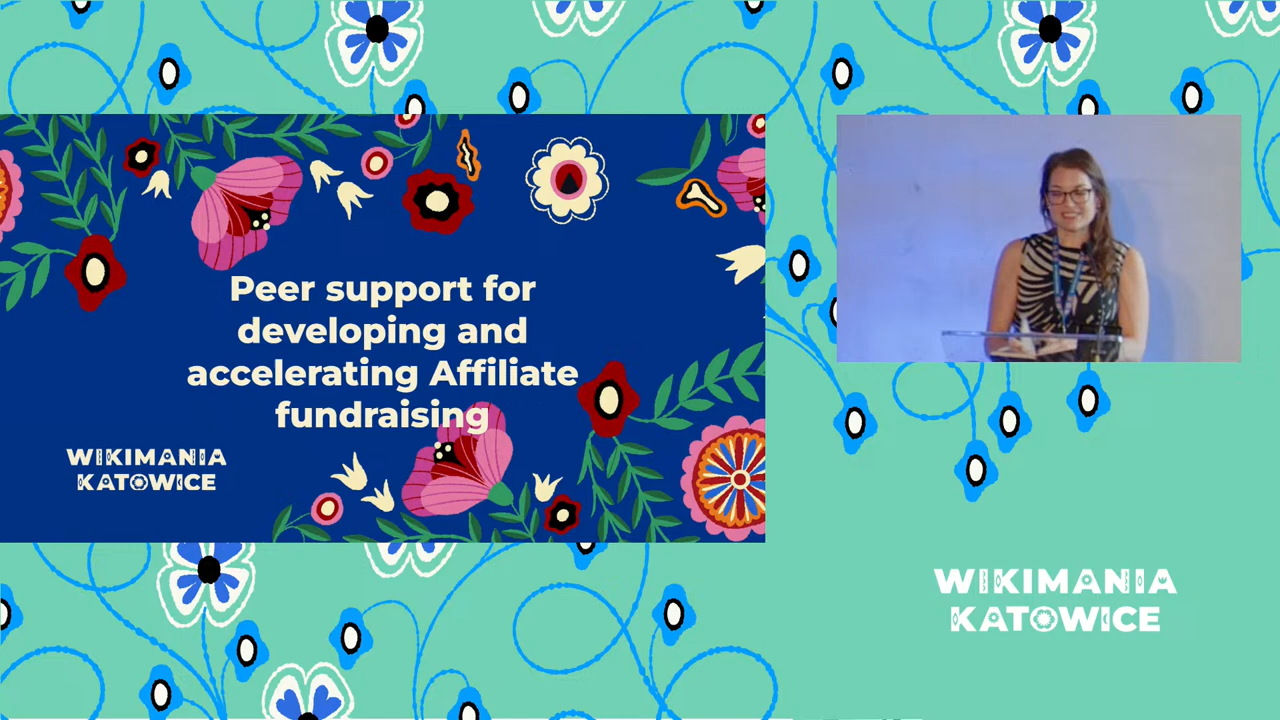 Peer support for
developing and
accelerating Affiliate
fundraising
WIKIMANIA
KATOWICE
WIKIMANIA
KATOWICE